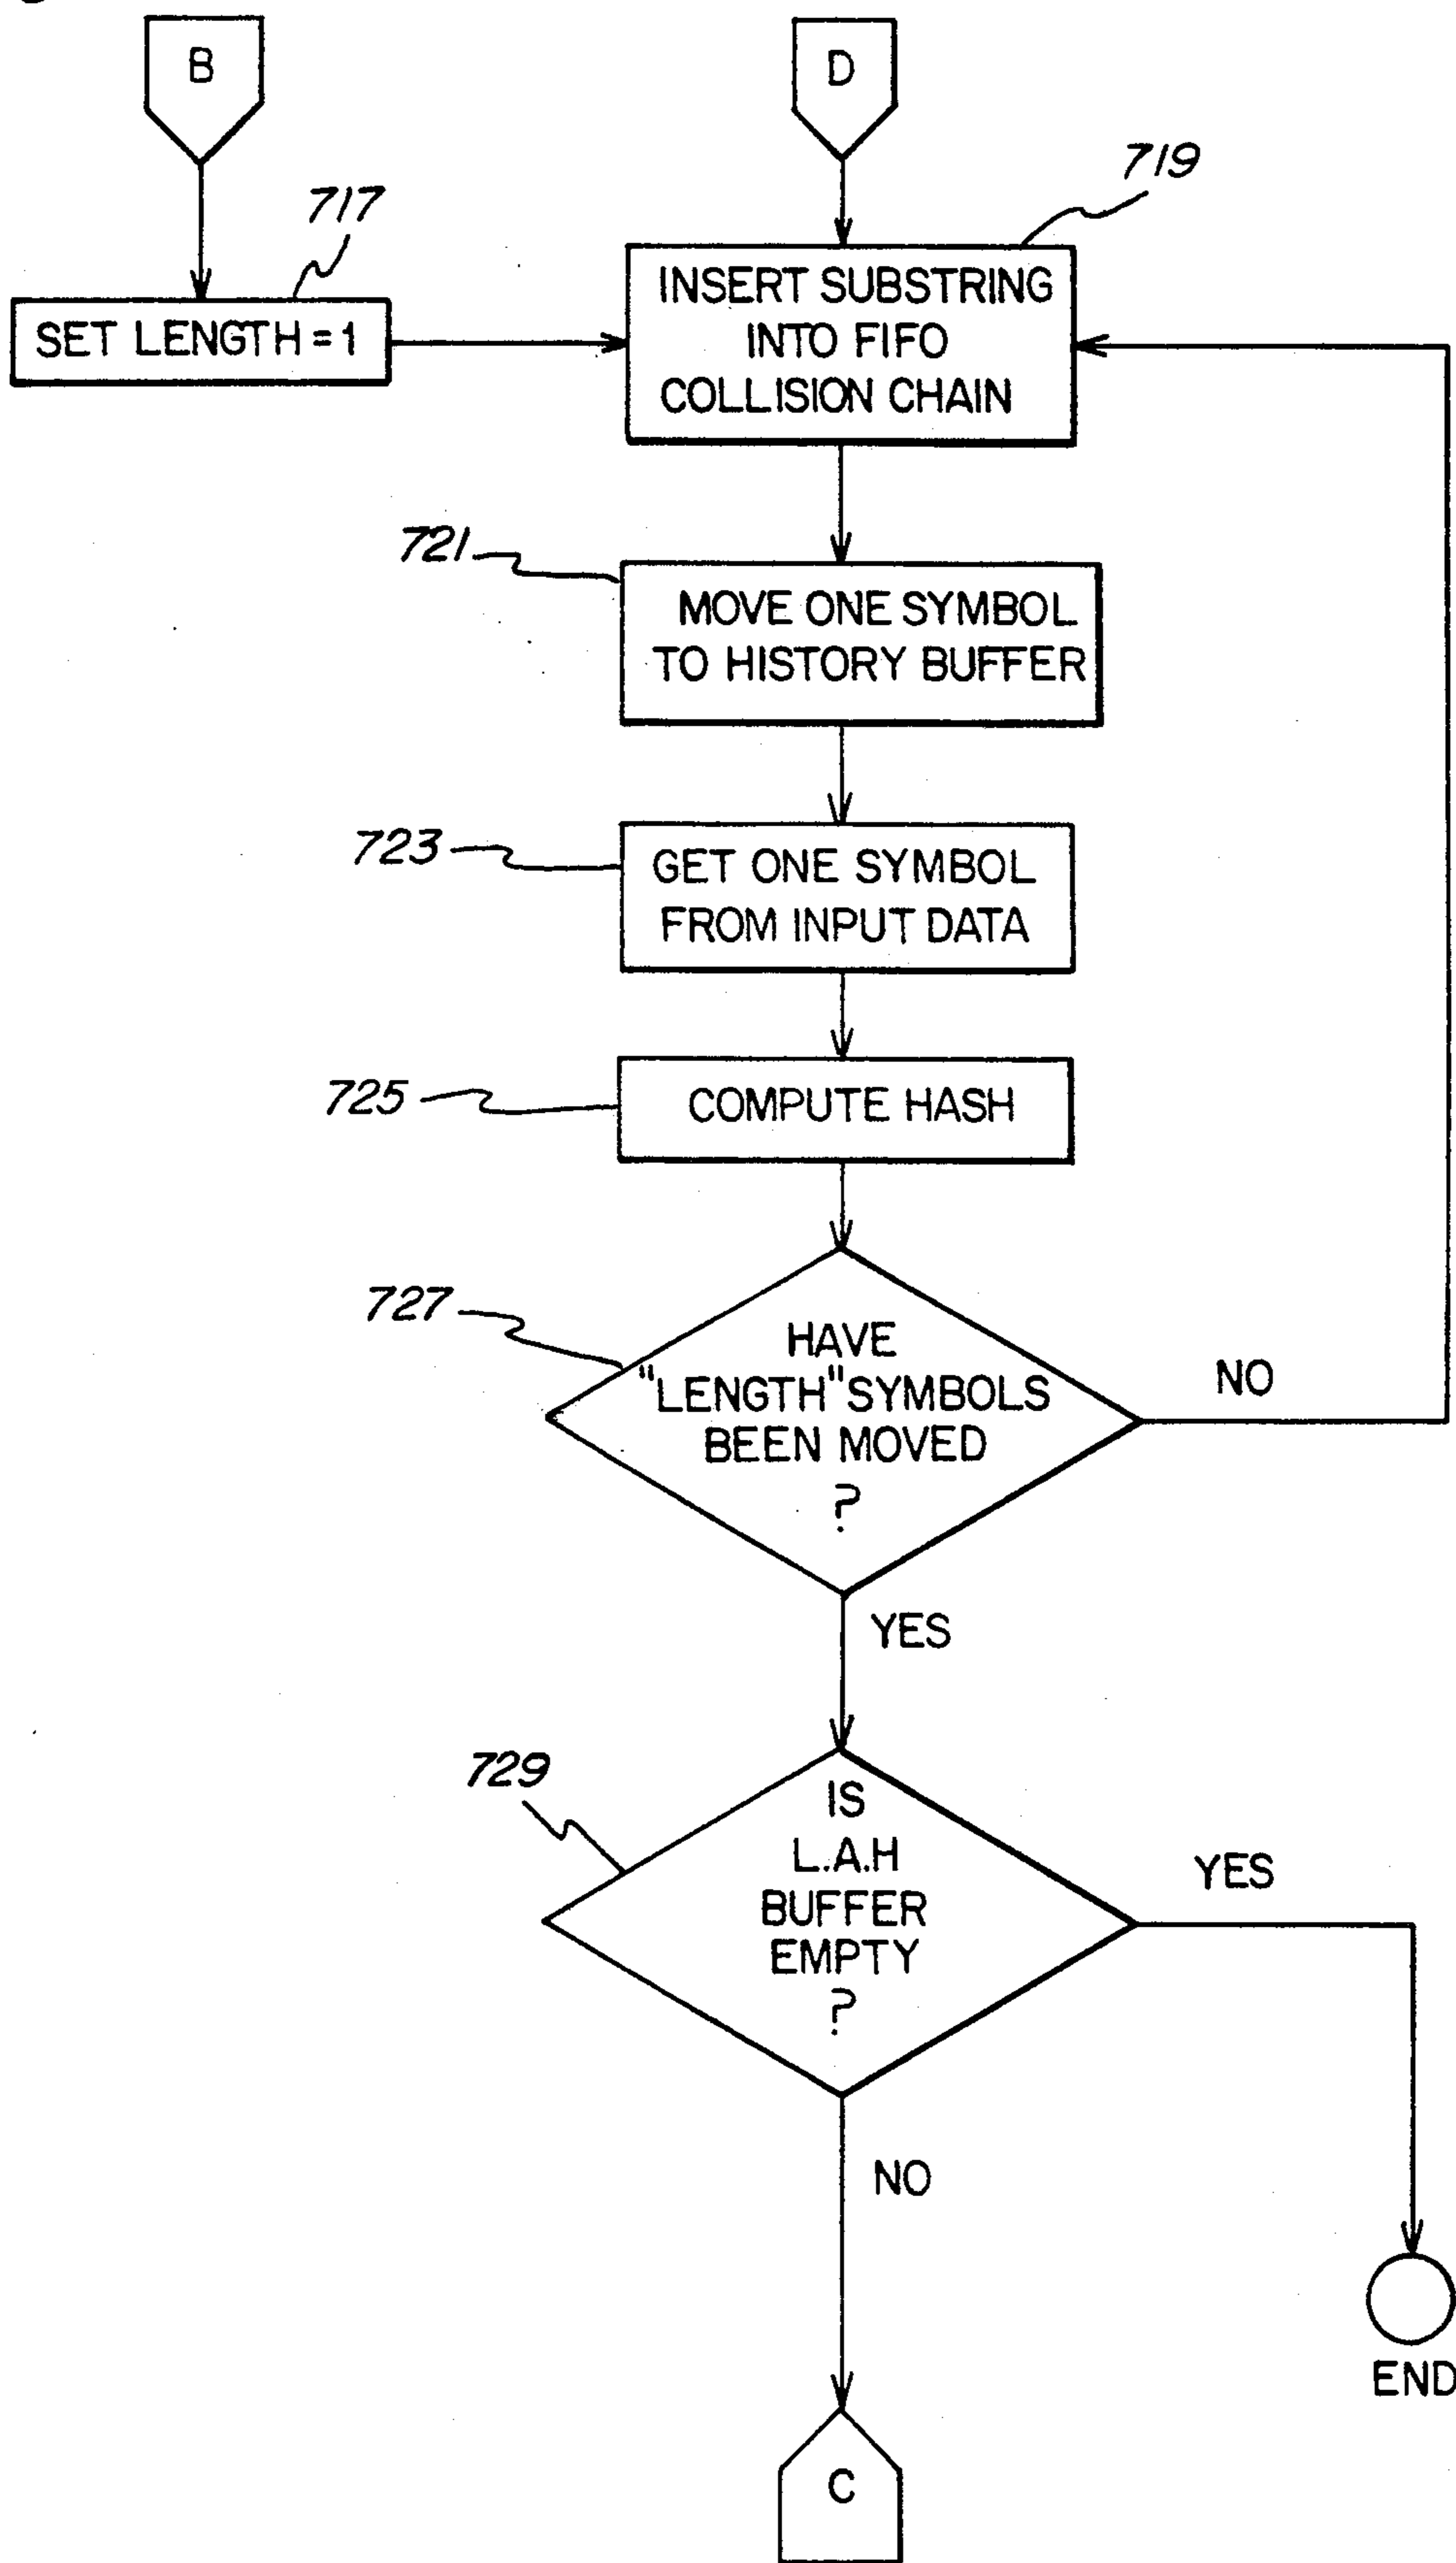 B
D
717
719
SET LENGTH = 1
INSERT SUBSTRING
INTO FIFO
COLLISION CHAIN
721
MOVE ONE SYMBOL
TO HISTORY BUFFER
723
GET ONE SYMBOL
FROM INPUT DATA
725
COMPUTE HASH
727
HAVE
"LENGTH" SYMBOLS
BEEN MOVED
?
NO
YES
729
IS
L.A.H
BUFFER
EMPTY
?
YES
NO
END
C